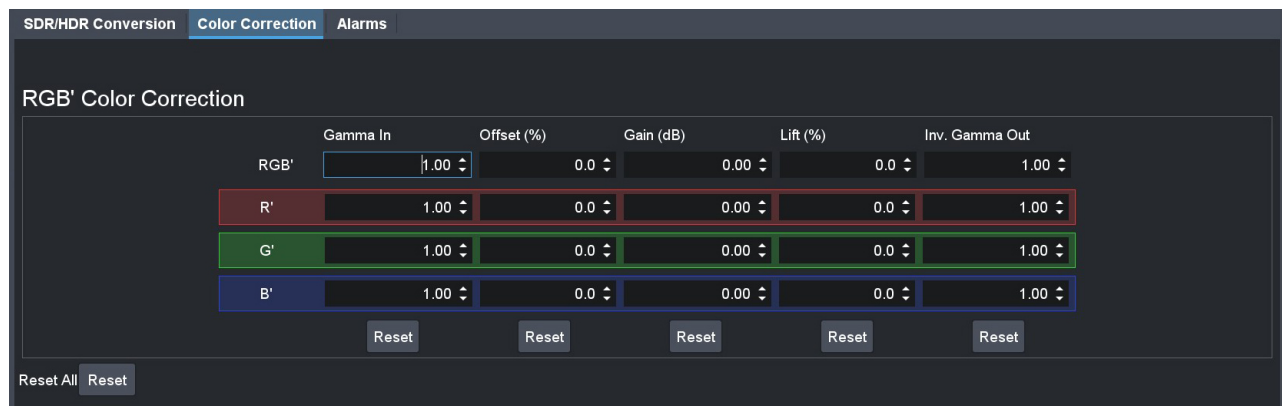 SDR/HDR Conversion Color Correction Alarms
RGB' Color Correction
Gamma In Offset (%) Gain (dB) Lift (%) Inv. Gamma Out
RGB' 1.00 0.0 0.00 0.0 1.00
R' 1.00 0.0 0.00 0.0 1.00
G' 1.00 0.0 0.00 0.0 1.00
B' 1.00 0.0 0.00 0.0 1.00
Reset Reset Reset Reset Reset
Reset All Reset